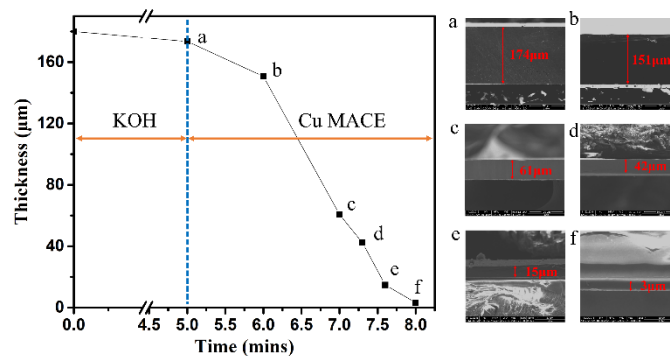 a
b
160
174μm
151μm
a
b
KOH
Cu MACE
120
c
d
Thickness (μm)
61μm
42μm
80
c
d
e
f
40
e
15μm
3μm
f
0
0.0
4.5
5.0
5.5
6.0
6.5
7.0
7.5
8.0
Time (mins)